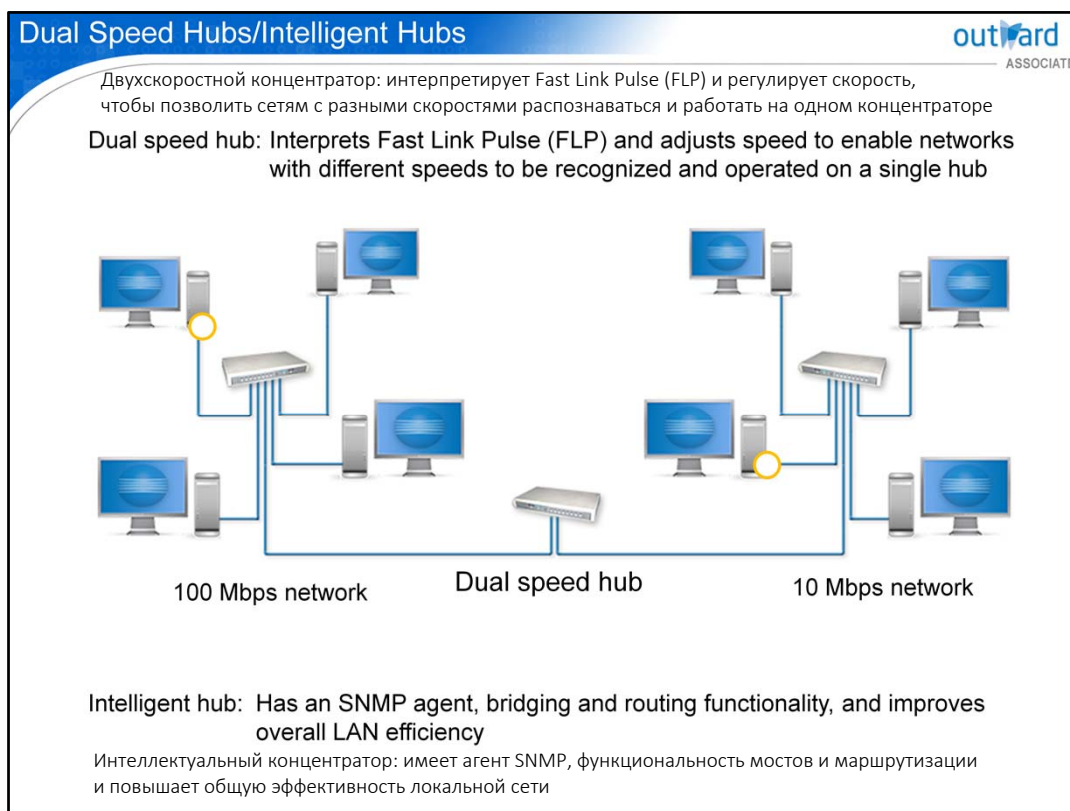 Dual Speed Hubs/Intelligent Hubs
outward
ASSOCIATE
Двухскоростной концентратор: интерпретирует Fast Link Pulse (FLP) и регулирует скорость,
чтобы позволить сетям с разными скоростями распознаваться и работать на одном концентраторе
Dual speed hub: Interprets Fast Link Pulse (FLP) and adjusts speed to enable networks
with different speeds to be recognized and operated on a single hub
100 Mbps network
Dual speed hub
10 Mbps network
Intelligent hub: Has an SNMP agent, bridging and routing functionality, and improves
overall LAN efficiency
Интеллектуальный концентратор: имеет агент SNMP, функциональность мостов и маршрутизации
и повышает общую эффективность локальной сети